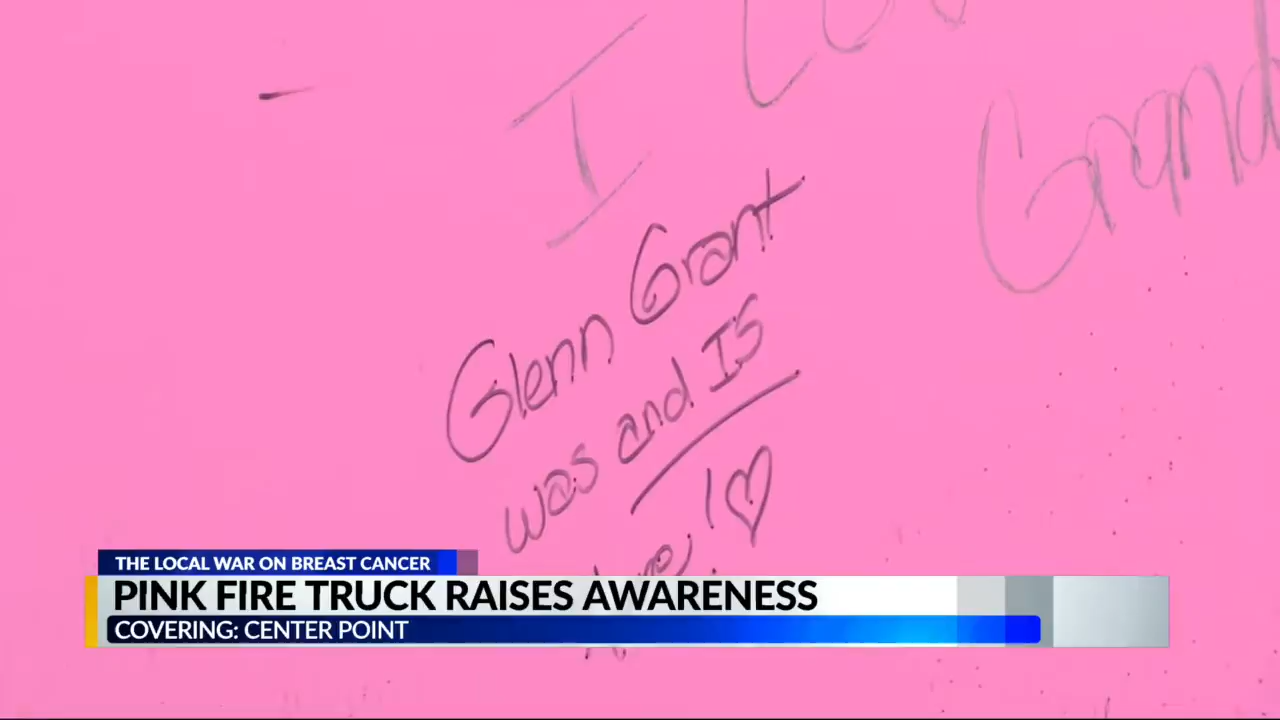 I
Grand
Glenn Grant
was and IS
!♡
THE LOCAL WAR ON BREAST CANCER
PINK FIRE TRUCK RAISES AWARENESS
COVERING: CENTER POINT